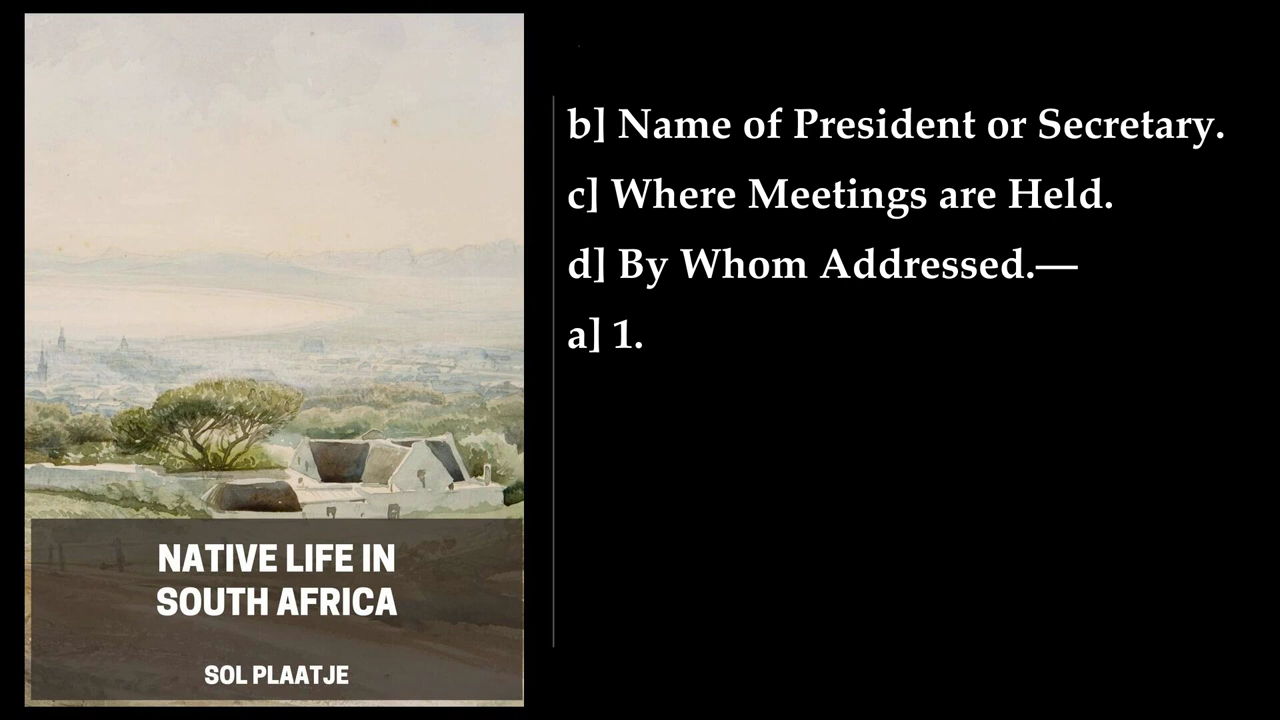 b] Name of President or Secretary.
c] Where Meetings are Held.
d] By Whom Addressed.—
a] 1.
NATIVE LIFE IN
SOUTH AFRICA
SOL PLAATJE